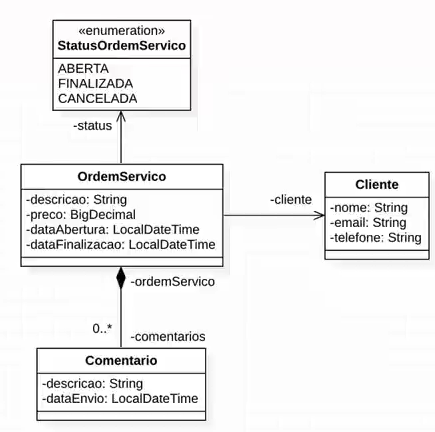 «enumeration»
StatusOrdemServico
ABERTA
FINALIZADA
CANCELADA
-status
OrdemServico
-descricao: String
-preco: BigDecimal
-dataAbertura: LocalDateTime
-dataFinalizacao: LocalDateTime
-cliente
Cliente
-nome: String
-email: String
-telefone: String
-ordemServico
0..*
-comentarios
Comentario
-descricao: String
-dataEnvio: LocalDateTime